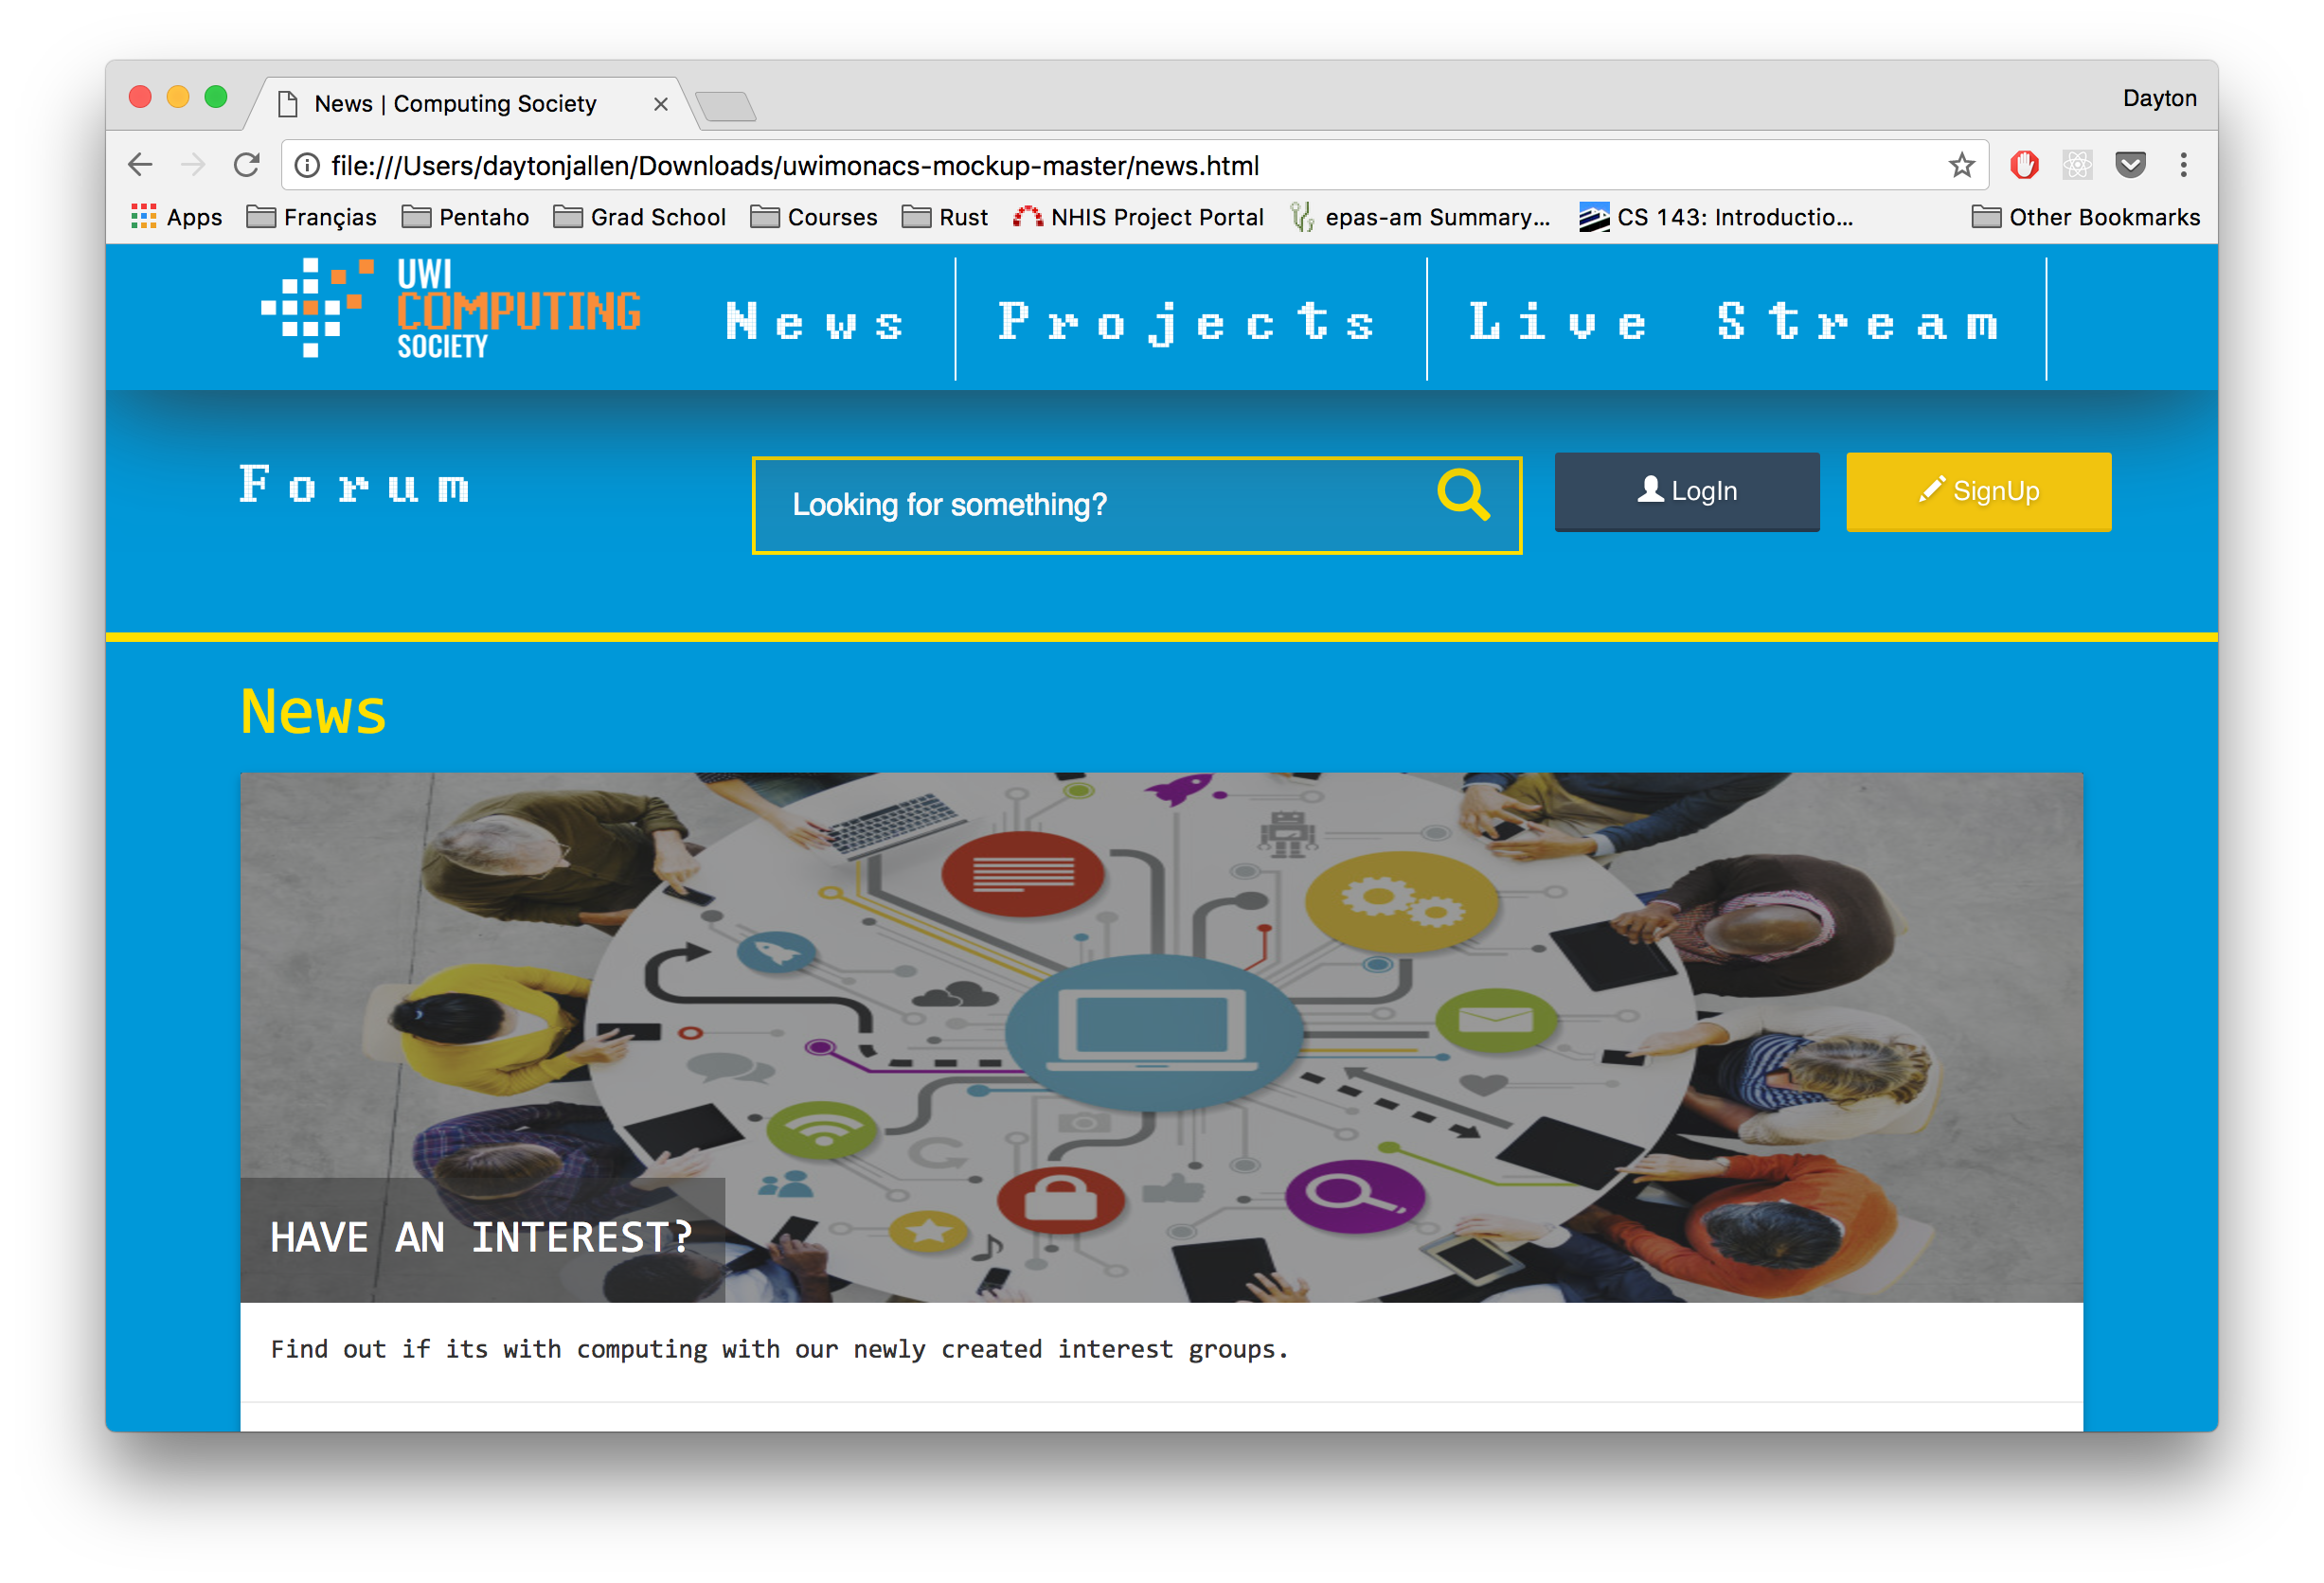 News | Computing Society
Dayton
file:///Users/daytonjallen/Downloads/uwimonacs-mockup-master/news.html
Apps Françias Pentaho Grad School Courses Rust NHIS Project Portal epas-am Summary... CS 143: Introductio... Other Bookmarks
UWI
COMPUTING
SOCIETY
News Projects Live Stream
Forum Looking for something? LogIn SignUp
News
HAVE AN INTEREST?
Find out if its with computing with our newly created interest groups.